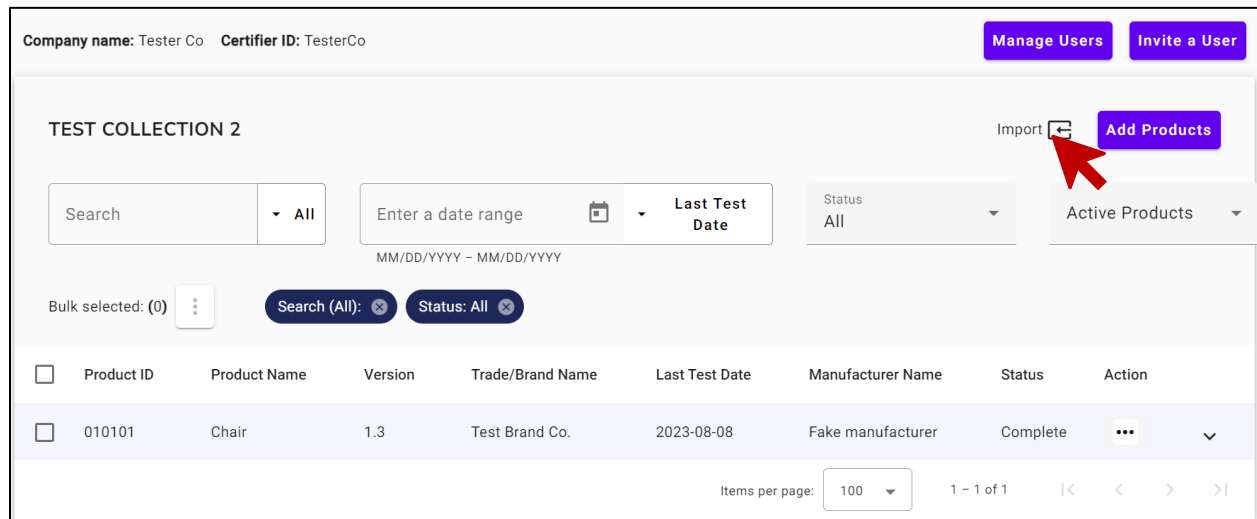 Company name: Tester Co Certifier ID: TesterCo Manage Users Invite a User
TEST COLLECTION 2 Import Add Products
Search All Enter a date range Last Test Date Status All Active Products
MM/DD/YYYY – MM/DD/YYYY
Bulk selected: (0) Search (All): Status: All
Product ID Product Name Version Trade/Brand Name Last Test Date Manufacturer Name Status Action
010101 Chair 1.3 Test Brand Co. 2023-08-08 Fake manufacturer Complete
Items per page: 100 1 – 1 of 1